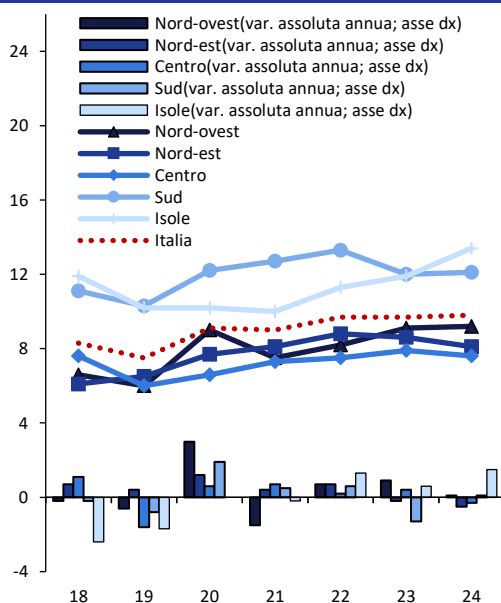 24
20
16
12
8
4
0
-4
Nord-ovest(var. assoluta annua; asse dx)
Nord-est(var. assoluta annua; asse dx)
Centro(var. assoluta annua; asse dx)
Sud(var. assoluta annua; asse dx)
Isole(var. assoluta annua; asse dx)
Nord-ovest
Nord-est
Centro
Sud
Isole
Italia
18 19 20 21 22 23 24